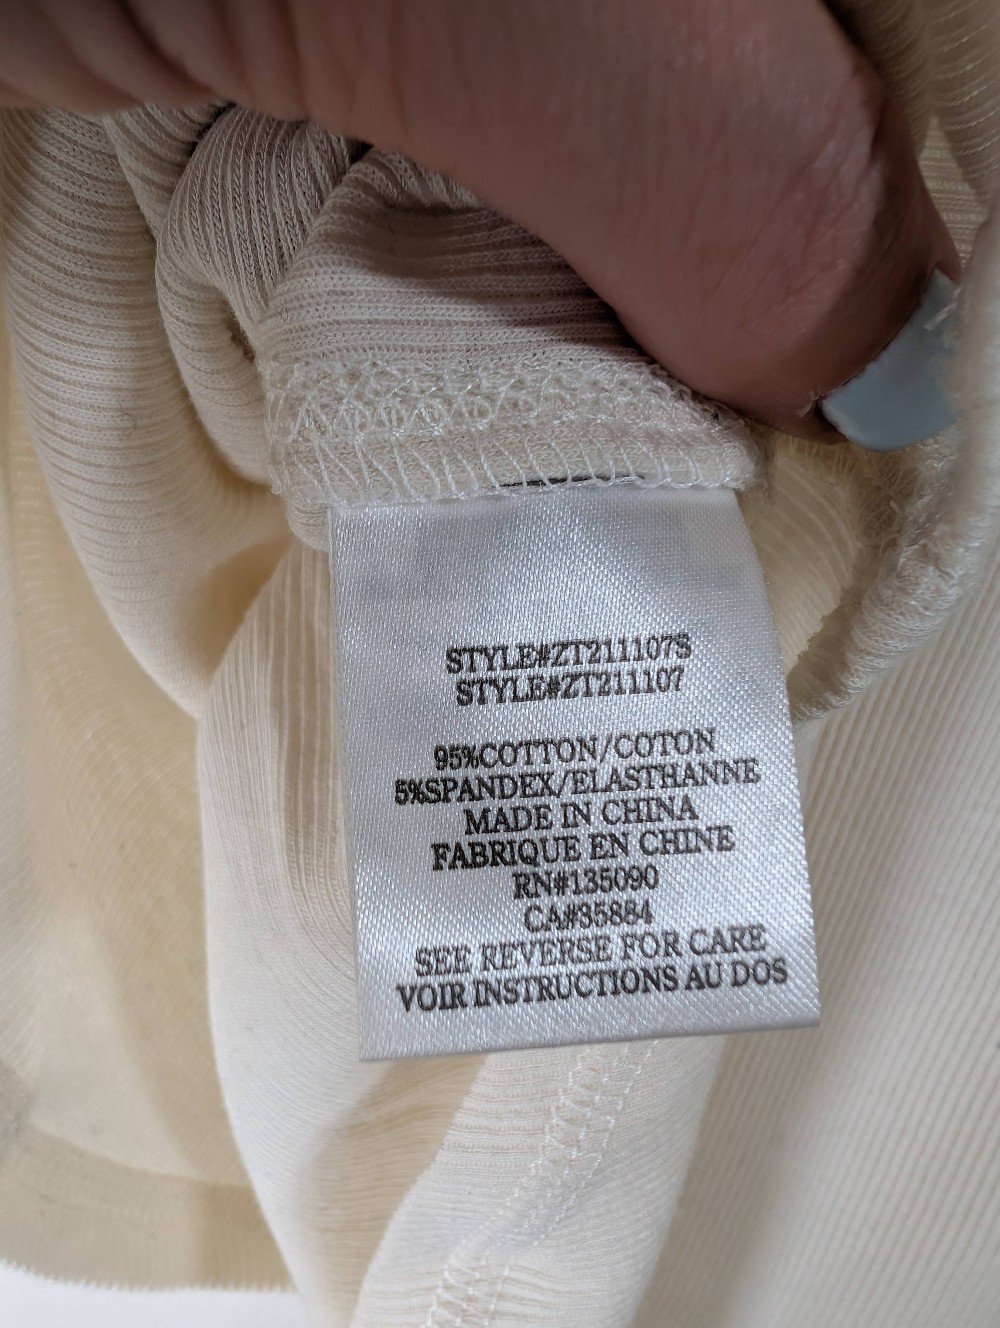 STYLE#ZT211107S
STYLE#ZT211107
95%COTTON/COTON
5%SPANDEX/ELASTHANNE
MADE IN CHINA
FABRIQUE EN CHINE
RN#135090
CA#35884
SEE REVERSE FOR CARE
VOIR INSTRUCTIONS AU DOS